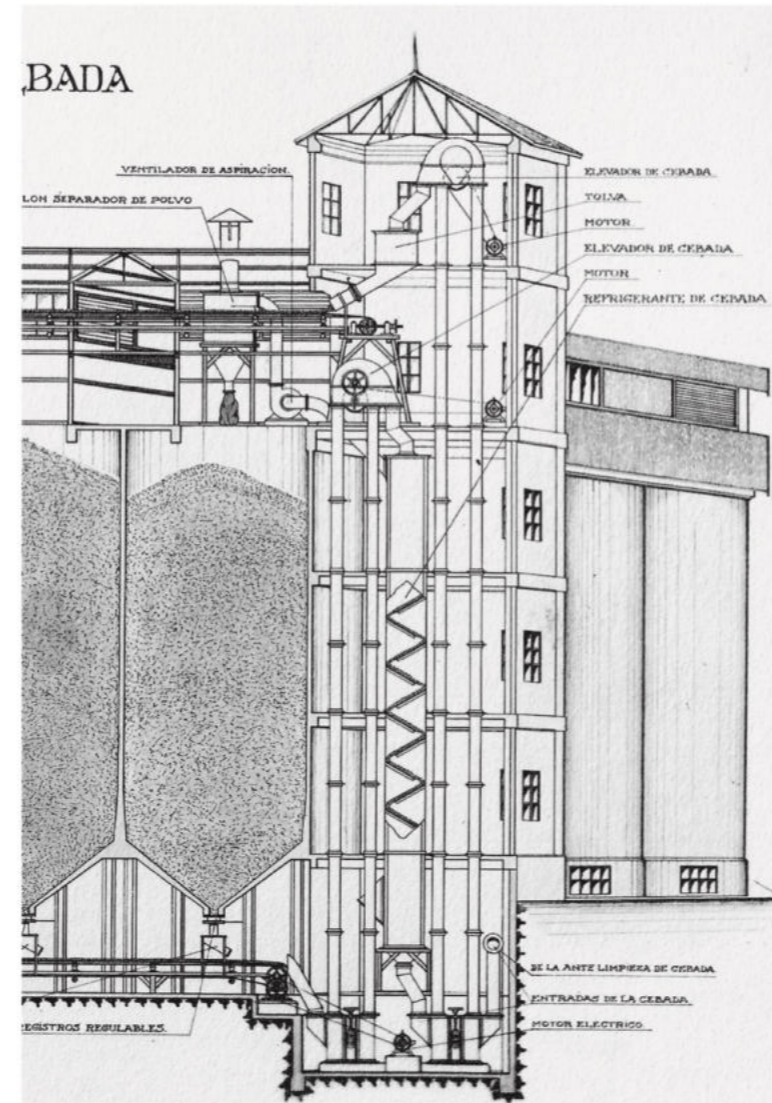 BADA
VENTILADOR DE ASPIRACION.
LON SEPARADOR DE POLVO
ELEVADOR DE CEBADA
TOLVA
MOTOR
ELEVADOR DE CEBADA
MOTOR
REFRIGERANTE DE CEBADA
DE LA ANTE LIMPIEZA DE CEBADA
ENTRADAS DE LA CEBADA
MOTOR ELECTRICO
REGISTROS REGULABLES.